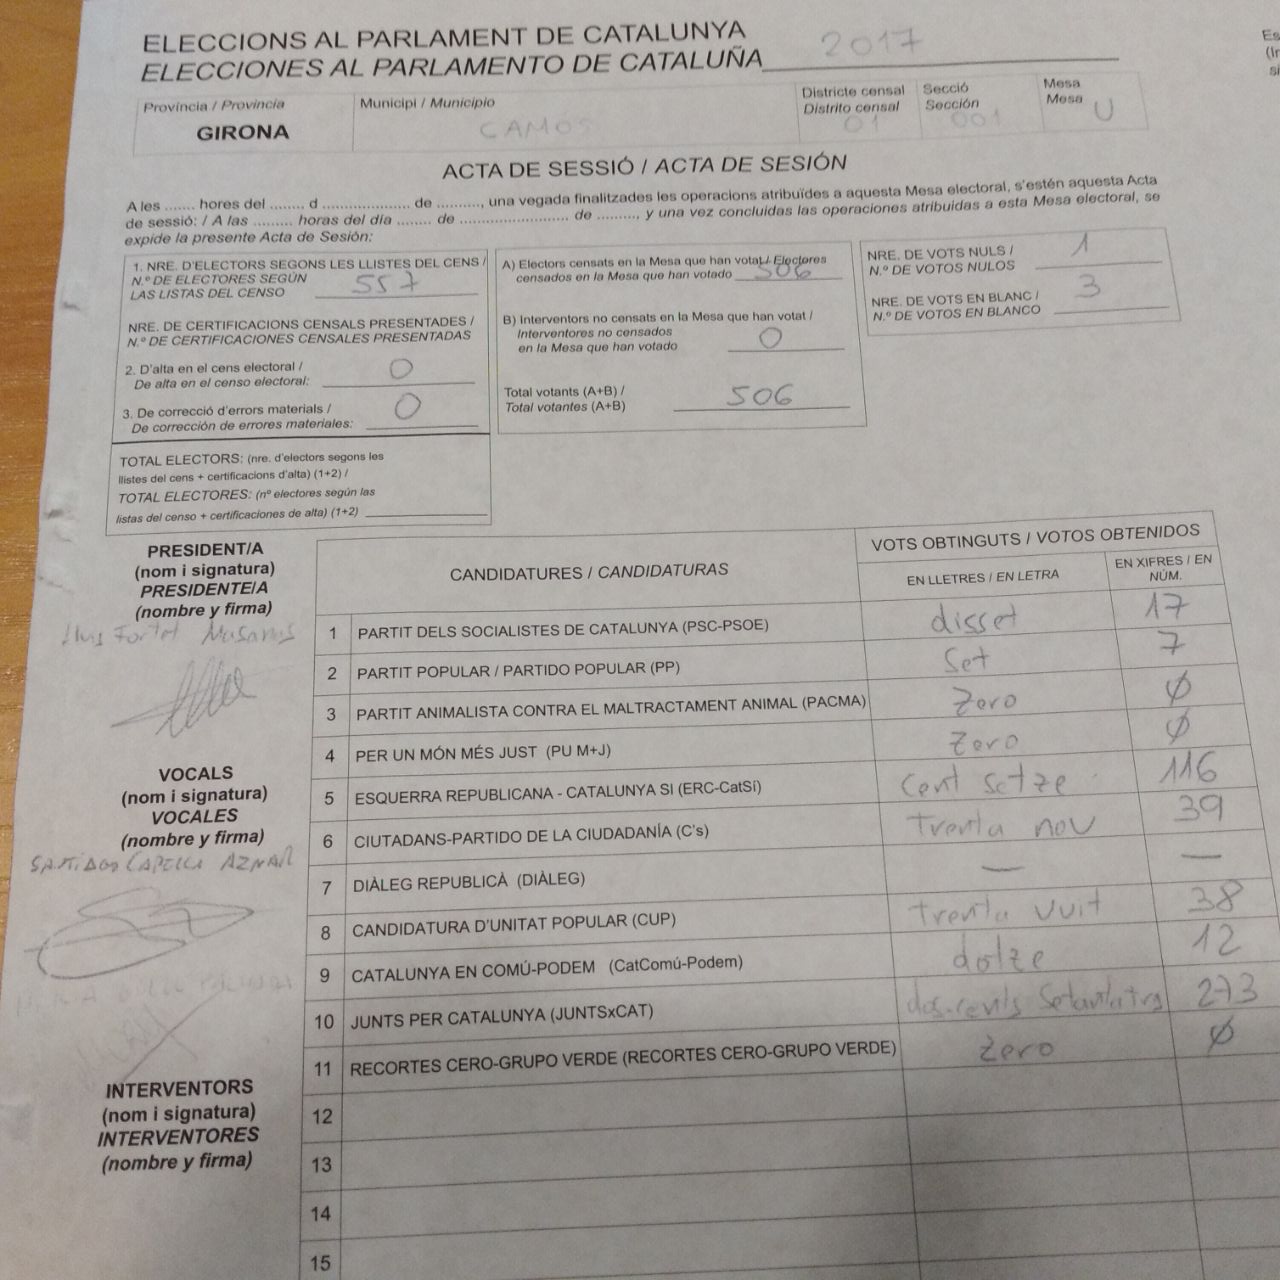 ELECCIONS AL PARLAMENT DE CATALUNYA
ELECCIONES AL PARLAMENTO DE CATALUÑA 2017
Es
(In
si
Província / Provincia
GIRONA
Municipi / Municipio
CAMÓS
Districte censal
Distrito censal
01
Secció
Sección
001
Mesa
Mesa
U
ACTA DE SESSIÓ / ACTA DE SESIÓN
A les ....... hores del ....... d ............... de .........., una vegada finalitzades les operacions atribuïdes a aquesta Mesa electoral, s'estén aquesta Acta
de sessió: / A las ......... horas del día ........ de ........................ de ........., y una vez concluidas las operaciones atribuidas a esta Mesa electoral, se
expide la presente Acta de Sesión:
1. NRE. D'ELECTORS SEGONS LES LLISTES DEL CENS /
N.º DE ELECTORES SEGÚN
LAS LISTAS DEL CENSO 557
NRE. DE CERTIFICACIONS CENSALS PRESENTADES /
N.º DE CERTIFICACIONES CENSALES PRESENTADAS
2. D'alta en el cens electoral /
De alta en el censo electoral: 0
3. De correcció d'errors materials /
De corrección de errores materiales: 0
TOTAL ELECTORS: (nre. d'electors segons les
llistes del cens + certificacions d'alta) (1+2) /
TOTAL ELECTORES: (nº electores según las
listas del censo + certificaciones de alta) (1+2)
A) Electors censats en la Mesa que han votat / Electores
censados en la Mesa que han votado 506
B) Interventors no censats en la Mesa que han votat /
Interventores no censados
en la Mesa que han votado 0
Total votants (A+B) /
Total votantes (A+B) 506
NRE. DE VOTS NULS /
N.º DE VOTOS NULOS 1
NRE. DE VOTS EN BLANC /
N.º DE VOTOS EN BLANCO 3
PRESIDENT/A
(nom i signatura)
PRESIDENTE/A
(nombre y firma)
Lluis Fortet
VOCALS
(nom i signatura)
VOCALES
(nombre y firma)
SANTIAGO CAPELLA AZNAR
INTERVENTORS
(nom i signatura)
INTERVENTORES
(nombre y firma)
CANDIDATURES / CANDIDATURAS
VOTS OBTINGUTS / VOTOS OBTENIDOS
EN LLETRES / EN LETRA
EN XIFRES / EN
NÚM.
1 PARTIT DELS SOCIALISTES DE CATALUNYA (PSC-PSOE) disset 17
2 PARTIT POPULAR / PARTIDO POPULAR (PP) Set 7
3 PARTIT ANIMALISTA CONTRA EL MALTRACTAMENT ANIMAL (PACMA) Zero Ø
4 PER UN MÓN MÉS JUST (PU M+J) Zero Ø
5 ESQUERRA REPUBLICANA - CATALUNYA SI (ERC-CatSí) Cent setze 116
6 CIUTADANS-PARTIDO DE LA CIUDADANÍA (C's) Trenta nou 39
7 DIÀLEG REPUBLICÀ (DIÀLEG) — —
8 CANDIDATURA D'UNITAT POPULAR (CUP) Trenta vuit 38
9 CATALUNYA EN COMÚ-PODEM (CatComú-Podem) dotze 12
10 JUNTS PER CATALUNYA (JUNTSxCAT) dos-cents Setantatres 273
11 RECORTES CERO-GRUPO VERDE (RECORTES CERO-GRUPO VERDE) Zero Ø
12
13
14
15